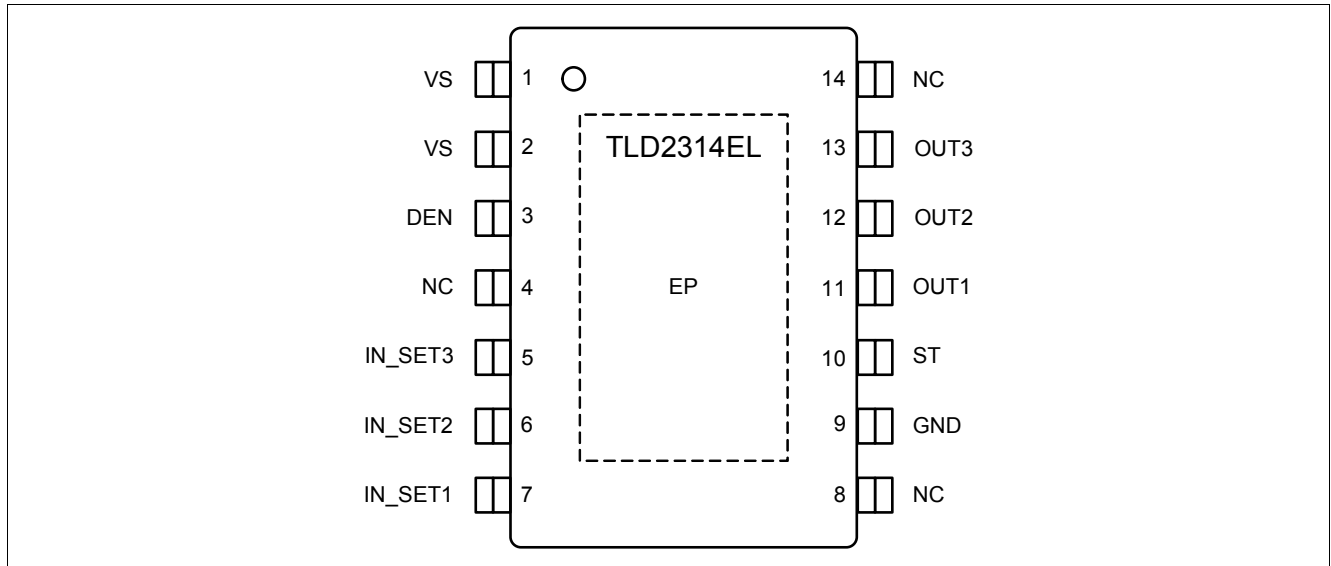 VS 1 14 NC
VS 2 TLD2314EL 13 OUT3
DEN 3 12 OUT2
NC 4 EP 11 OUT1
IN_SET3 5 10 ST
IN_SET2 6 9 GND
IN_SET1 7 8 NC